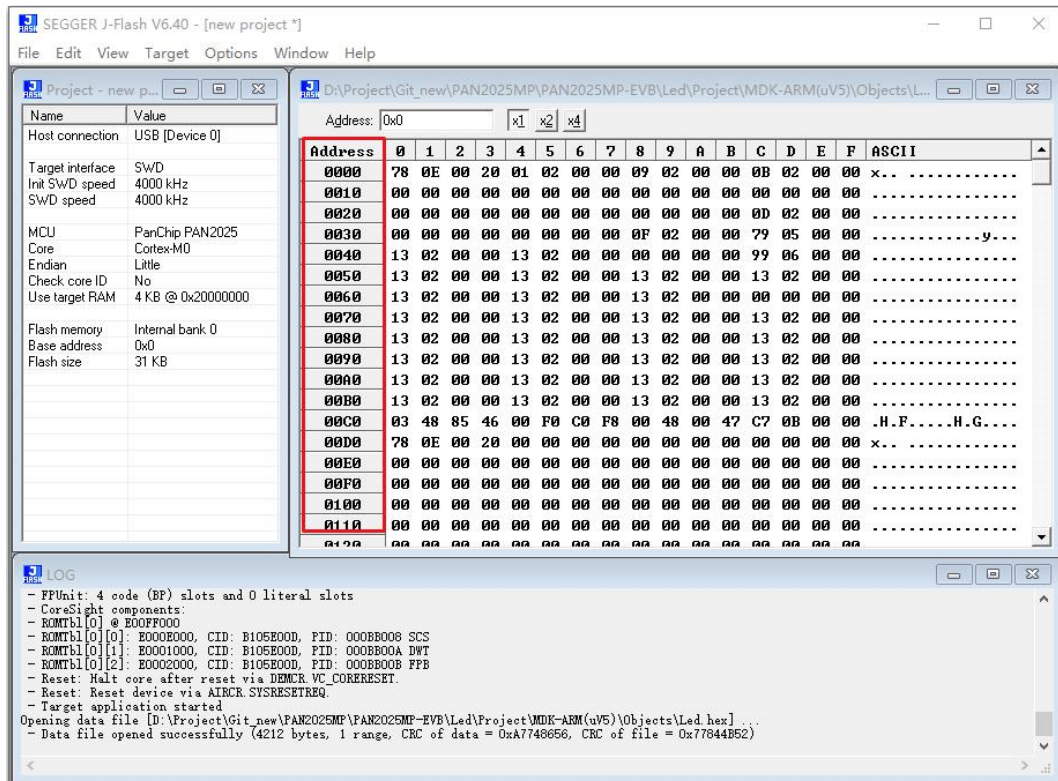 SEGGER J-Flash V6.40 - [new project *]
File Edit View Target Options Window Help
Project - new p...
Name Value
Host connection USB [Device 0]
Target interface SWD
Init SWD speed 4000 kHz
SWD speed 4000 kHz
MCU PanChip PAN2025
Core Cortex-M0
Endian Little
Check core ID No
Use target RAM 4 KB @ 0x20000000
Flash memory Internal bank 0
Base address 0x0
Flash size 31 KB
D:\Project\Git_new\PAN2025MP\PAN2025MP-EVB\Led\Project\MDK-ARM(uV5)\Objects\L...
Address: 0x0 x1 x2 x4
Address 0 1 2 3 4 5 6 7 8 9 A B C D E F ASCII
0000 78 0E 00 20 01 02 00 00 09 02 00 00 0B 02 00 00 x.. ............
0010 00 00 00 00 00 00 00 00 00 00 00 00 00 00 00 00 ................
0020 00 00 00 00 00 00 00 00 00 00 00 00 0D 02 00 00 ................
0030 00 00 00 00 00 00 00 00 0F 02 00 00 79 05 00 00 ............y...
0040 13 02 00 00 13 02 00 00 00 00 00 00 99 06 00 00 ................
0050 13 02 00 00 13 02 00 00 13 02 00 00 13 02 00 00 ................
0060 13 02 00 00 13 02 00 00 13 02 00 00 00 00 00 00 ................
0070 13 02 00 00 13 02 00 00 13 02 00 00 13 02 00 00 ................
0080 13 02 00 00 13 02 00 00 13 02 00 00 13 02 00 00 ................
0090 13 02 00 00 13 02 00 00 13 02 00 00 13 02 00 00 ................
00A0 13 02 00 00 13 02 00 00 13 02 00 00 13 02 00 00 ................
00B0 13 02 00 00 13 02 00 00 13 02 00 00 13 02 00 00 ................
00C0 03 48 85 46 00 F0 C0 F8 00 48 00 47 C7 0B 00 00 .H.F.....H.G....
00D0 78 0E 00 20 00 00 00 00 00 00 00 00 00 00 00 00 x.. ............
00E0 00 00 00 00 00 00 00 00 00 00 00 00 00 00 00 00 ................
00F0 00 00 00 00 00 00 00 00 00 00 00 00 00 00 00 00 ................
0100 00 00 00 00 00 00 00 00 00 00 00 00 00 00 00 00 ................
0110 00 00 00 00 00 00 00 00 00 00 00 00 00 00 00 00 ................
0120 00 00 00 00 00 00 00 00 00 00 00 00 00 00 00 00 ................
LOG
- FPUnit: 4 code (BP) slots and 0 literal slots
- CoreSight components:
- ROMTbl[0] @ E00FF000
- ROMTbl[0][0]: E000E000, CID: B105E00D, PID: 000BB008 SCS
- ROMTbl[0][1]: E0001000, CID: B105E00D, PID: 000BB00A DWT
- ROMTbl[0][2]: E0002000, CID: B105E00D, PID: 000BB00B FPB
- Reset: Halt core after reset via DEMCR.VC_CORERESET.
- Reset: Reset device via AIRCR.SYSRESETREQ.
- Target application started
Opening data file [D:\Project\Git_new\PAN2025MP\PAN2025MP-EVB\Led\Project\MDK-ARM(uV5)\Objects\Led.hex] ...
- Data file opened successfully (4212 bytes, 1 range, CRC of data = 0xA7748656, CRC of file = 0x77844B52)